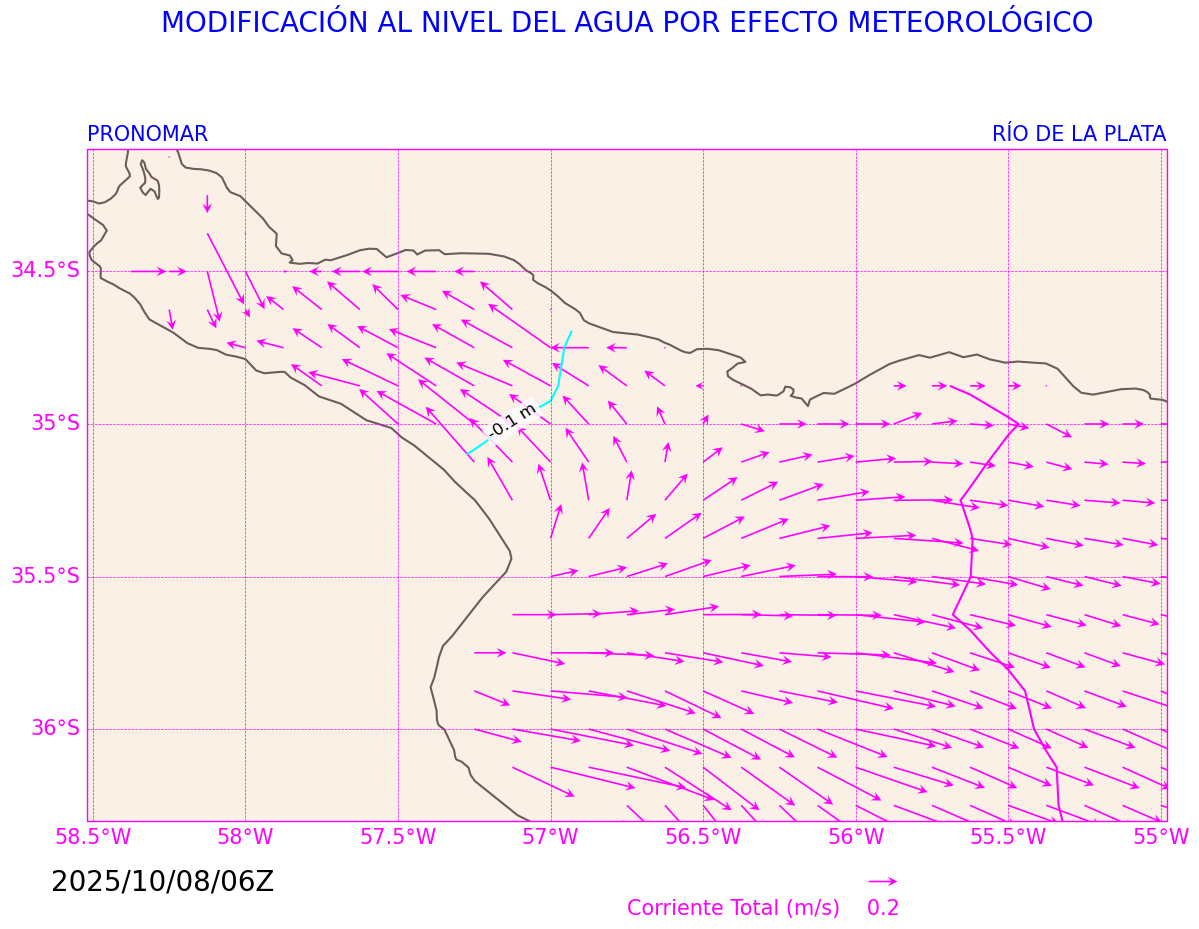 MODIFICACIÓN AL NIVEL DEL AGUA POR EFECTO METEOROLÓGICO
PRONOMAR
RÍO DE LA PLATA
34.5°S
35°S
35.5°S
36°S
-0.1 m
58.5°W
58°W
57.5°W
57°W
56.5°W
56°W
55.5°W
55°W
2025/10/08/06Z
Corriente Total (m/s)
0.2